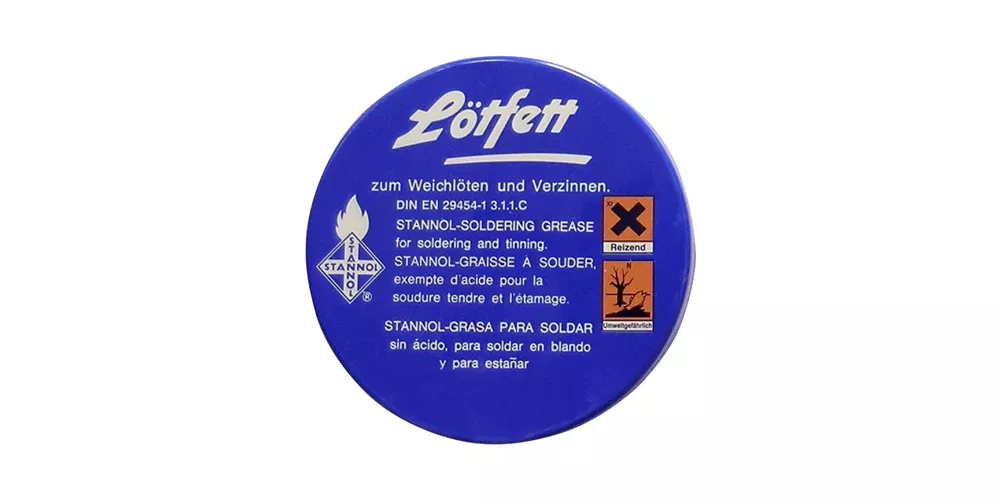 Lötfett
zum Weichlöten und Verzinnen.
DIN EN 29454-1 3.1.1.C
STANNOL-SOLDERING GREASE
for soldering and tinning.
STANNOL-GRAISSE À SOUDER,
exempte d'acide pour la
soudure tendre et l'étamage.
STANNOL-GRASA PARA SOLDAR
sin ácido, para soldar en blando
y para estañar
STANNOL
STANNOL
®
Xi
Reizend
N
Umweltgefährlich